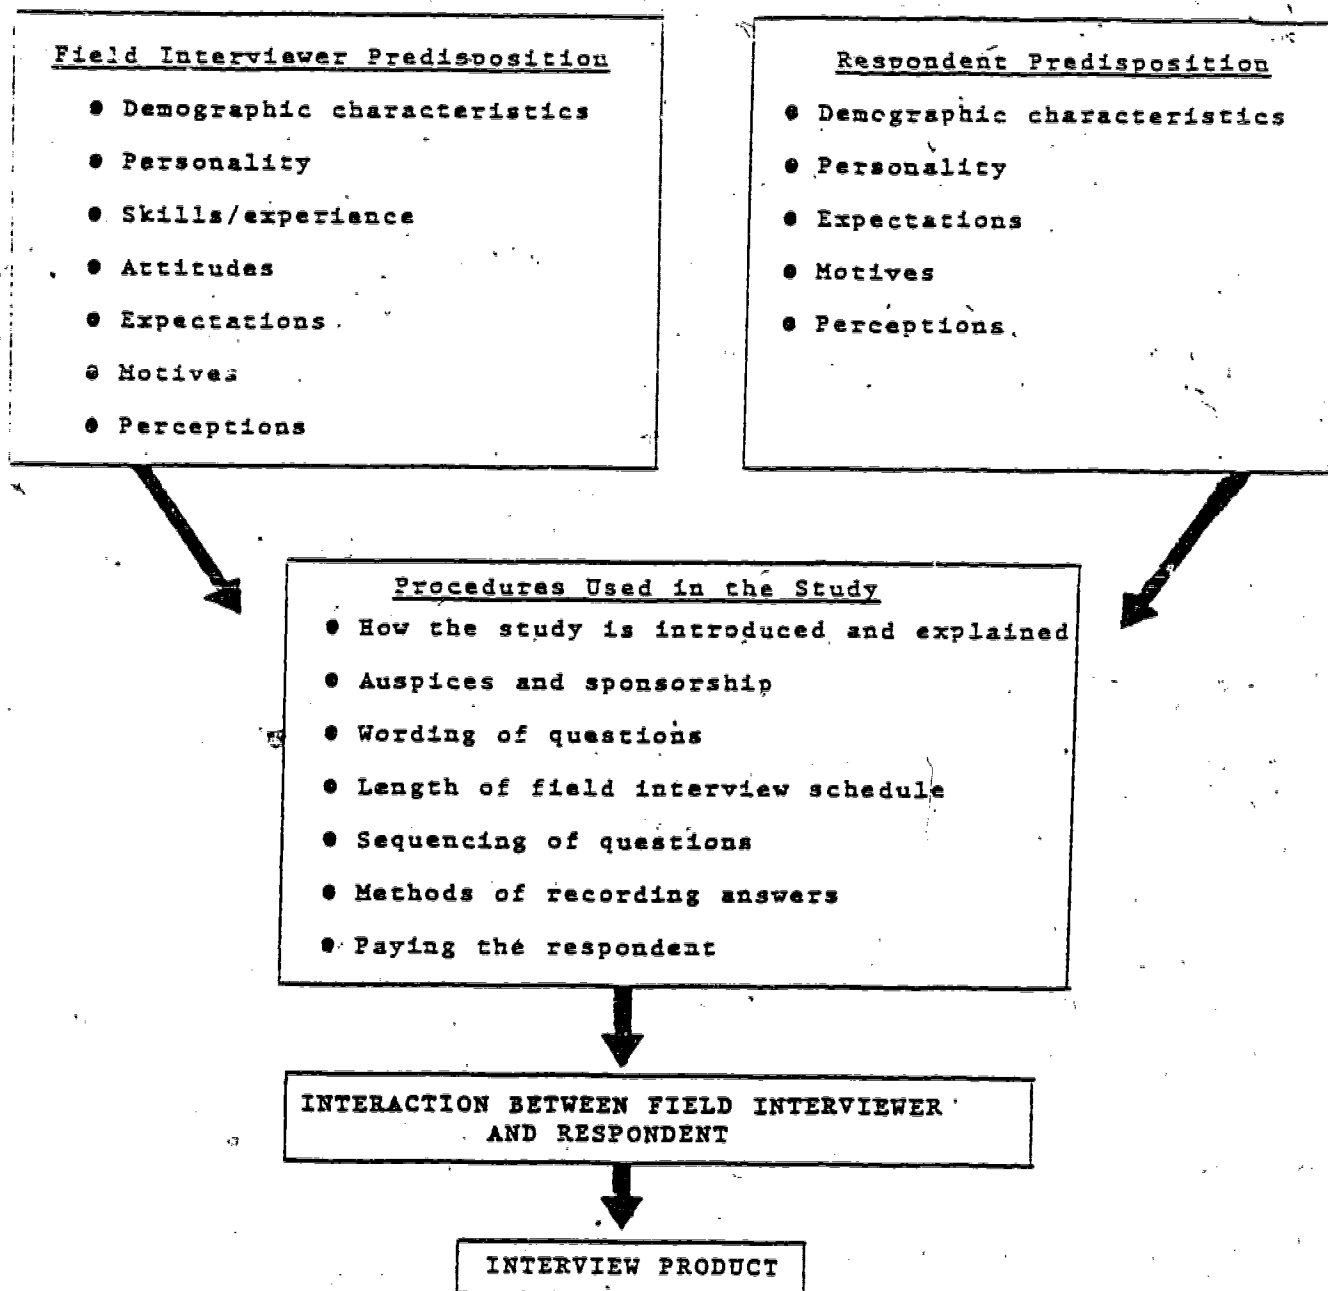 Field Interviewer Predisposition
• Demographic characteristics
• Personality
• Skills/experience
• Attitudes
• Expectations
• Motives
• Perceptions
Respondent Predisposition
• Demographic characteristics
• Personality
• Expectations
• Motives
• Perceptions
Procedures Used in the Study
• How the study is introduced and explained
• Auspices and sponsorship
• Wording of questions
• Length of field interview schedule
• Sequencing of questions
• Methods of recording answers
• Paying the respondent
INTERACTION BETWEEN FIELD INTERVIEWER
AND RESPONDENT
INTERVIEW PRODUCT